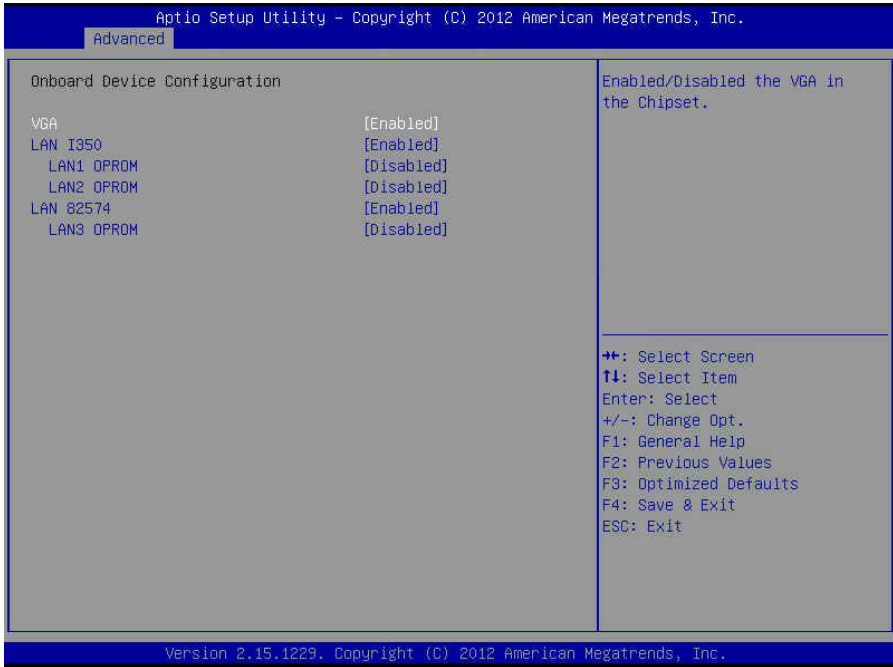 Aptio Setup Utility – Copyright (C) 2012 American Megatrends, Inc.
Advanced
Onboard Device Configuration
VGA [Enabled]
LAN I350 [Enabled]
LAN1 OPROM [Disabled]
LAN2 OPROM [Disabled]
LAN 82574 [Enabled]
LAN3 OPROM [Disabled]
Enabled/Disabled the VGA in
the Chipset.
→←: Select Screen
↑↓: Select Item
Enter: Select
+/-: Change Opt.
F1: General Help
F2: Previous Values
F3: Optimized Defaults
F4: Save & Exit
ESC: Exit
Version 2.15.1229. Copyright (C) 2012 American Megatrends, Inc.